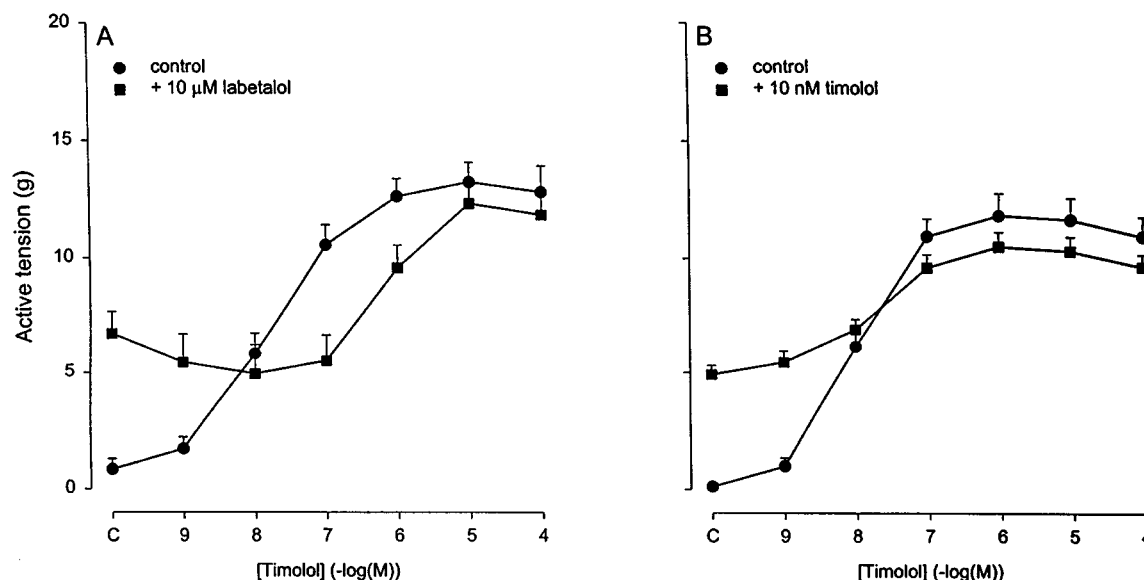 A
control
+ 10 µM labetalol
Active tension (g)
20
15
10
5
0
C 9 8 7 6 5 4
[Timolol] (-log(M))
B
control
+ 10 nM timolol
C 9 8 7 6 5 4
[Timolol] (-log(M))